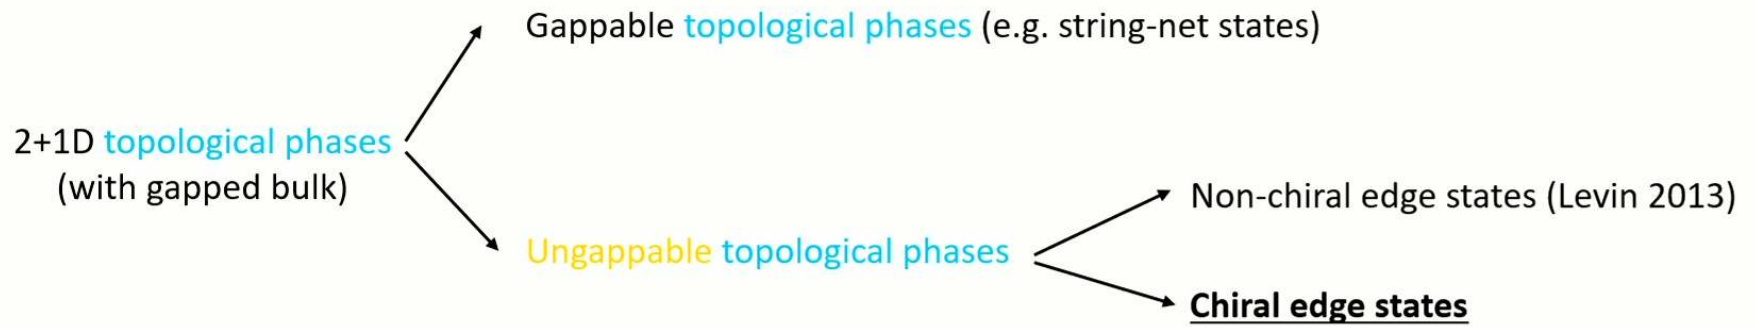 Gappable topological phases (e.g. string-net states)
2+1D topological phases
(with gapped bulk)
Non-chiral edge states (Levin 2013)
Ungappable topological phases
Chiral edge states